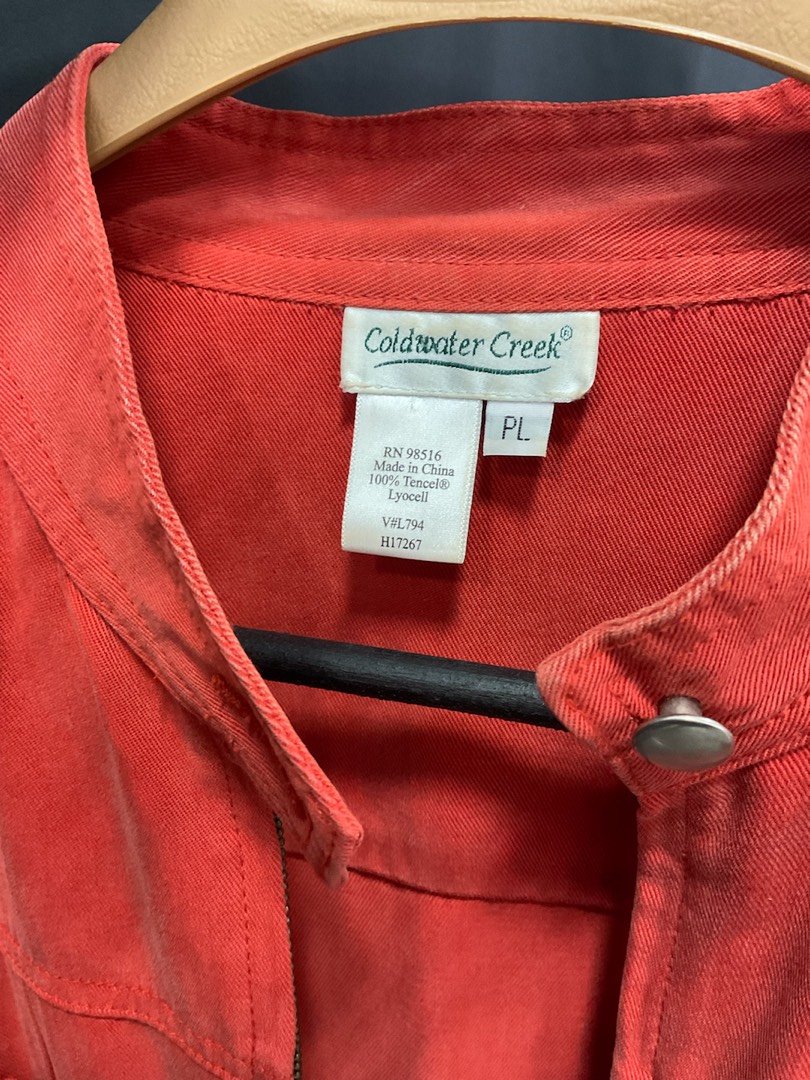 Coldwater Creek®
PL
RN 98516
Made in China
100% Tencel®
Lyocell
V#L794
H17267